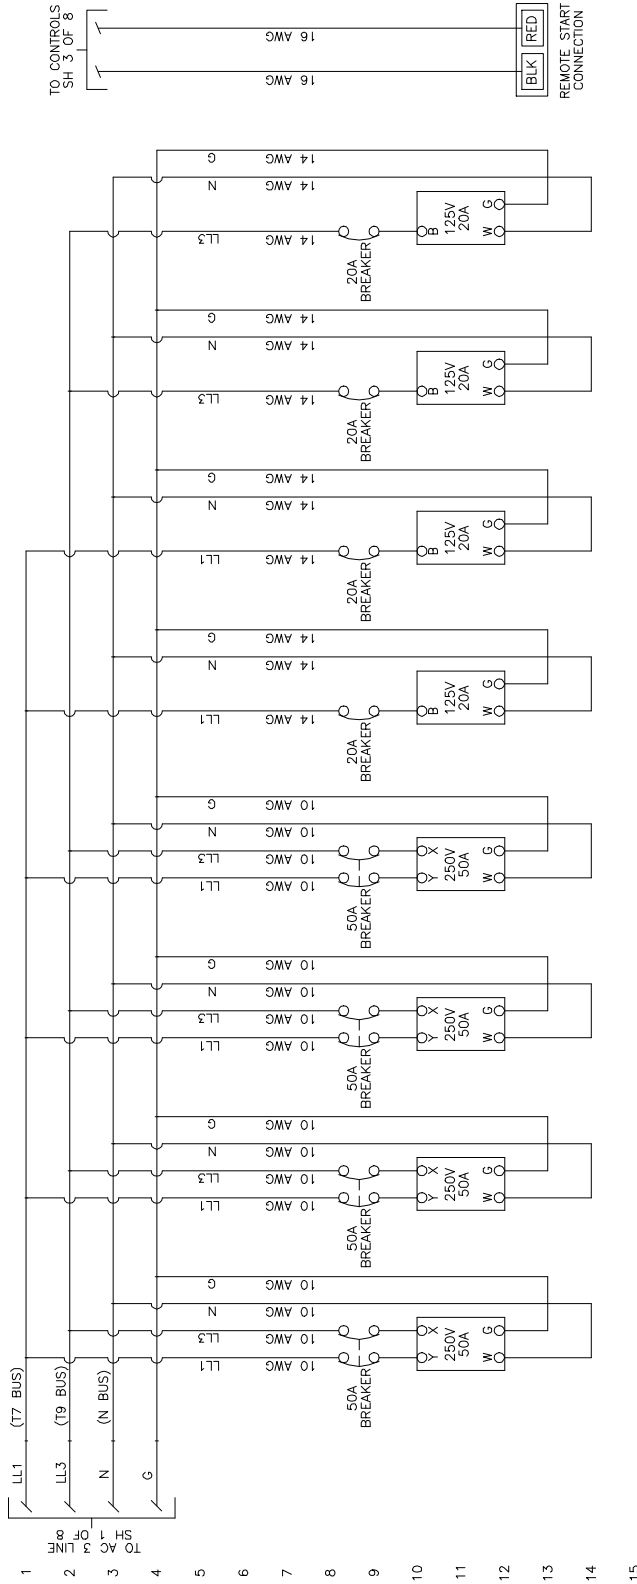 TO CONTROLS
SH 3 OF 8
16 AWG
16 AWG
RED
BLK
REMOTE START
CONNECTION
G
14 AWG
N
14 AWG
LL3
14 AWG
20A
BREAKER
B
125V
20A
G
W
G
14 AWG
N
14 AWG
LL3
14 AWG
20A
BREAKER
B
125V
20A
G
W
G
14 AWG
N
14 AWG
LL1
14 AWG
20A
BREAKER
B
125V
20A
G
W
G
14 AWG
N
14 AWG
LL1
14 AWG
20A
BREAKER
B
125V
20A
G
W
G
10 AWG
N
10 AWG
LL3
10 AWG
LL1
10 AWG
50A
BREAKER
X
Y
250V
50A
G
W
G
10 AWG
N
10 AWG
LL3
10 AWG
LL1
10 AWG
50A
BREAKER
X
Y
250V
50A
G
W
G
10 AWG
N
10 AWG
LL3
10 AWG
LL1
10 AWG
50A
BREAKER
X
Y
250V
50A
G
W
G
10 AWG
N
10 AWG
LL3
10 AWG
LL1
10 AWG
50A
BREAKER
X
Y
250V
50A
G
W
LL1 (T7 BUS)
LL3 (T9 BUS)
N (N BUS)
G
TO AC 3 LINE
SH 1 OF 8
1
2
3
4
5
6
7
8
9
10
11
12
13
14
15